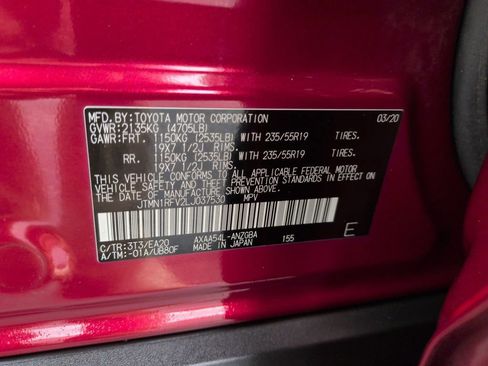 MFD. BY: TOYOTA MOTOR CORPORATION 03/20
GVWR: 2135KG (4705LB)
GAWR: FRT. 1150KG (2535LB) WITH 235/55R19 TIRES.
19X7 1/2J RIMS.
RR. 1150KG (2535LB) WITH 235/55R19 TIRES.
19X7 1/2J RIMS.
THIS VEHICLE CONFORMS TO ALL APPLICABLE FEDERAL MOTOR
VEHICLE SAFETY, BUMPER, AND THEFT PREVENTION STANDARDS
IN EFFECT ON THE DATE OF MANUFACTURE SHOWN ABOVE.
JTMN1RFV2LJ037530 MPV
C/TR: 3T3/EA20 AXAA54L-ANZGBA 155 E
A/TM: -01A/UB80F MADE IN JAPAN